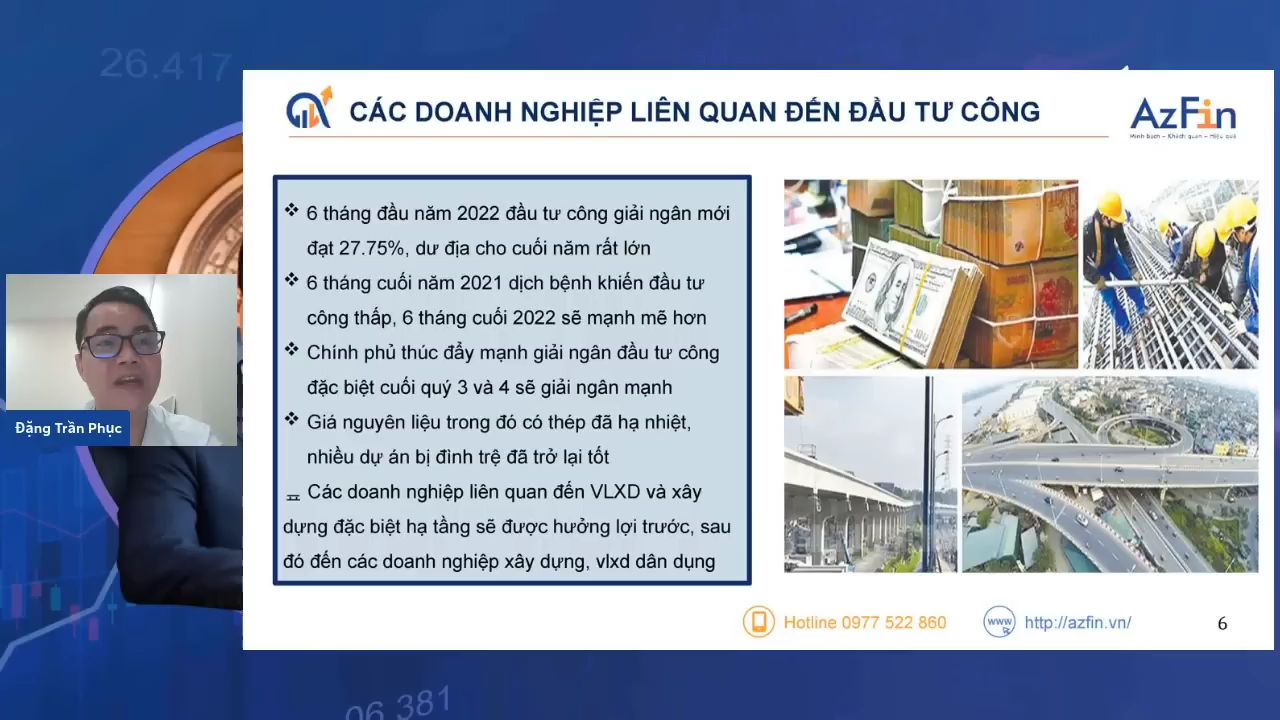 26.417
CÁC DOANH NGHIỆP LIÊN QUAN ĐẾN ĐẦU TƯ CÔNG
AzFin
Minh bạch – Khách quan – Hiệu quả
❖ 6 tháng đầu năm 2022 đầu tư công giải ngân mới
đạt 27.75%, dư địa cho cuối năm rất lớn
❖ 6 tháng cuối năm 2021 dịch bệnh khiến đầu tư
công thấp, 6 tháng cuối 2022 sẽ mạnh mẽ hơn
❖ Chính phủ thúc đẩy mạnh giải ngân đầu tư công
đặc biệt cuối quý 3 và 4 sẽ giải ngân mạnh
❖ Giá nguyên liệu trong đó có thép đã hạ nhiệt,
nhiều dự án bị đình trệ đã trở lại tốt
Các doanh nghiệp liên quan đến VLXD và xây
dựng đặc biệt hạ tầng sẽ được hưởng lợi trước, sau
đó đến các doanh nghiệp xây dựng, vlxd dân dụng
Đặng Trần Phục
Hotline 0977 522 860
www
http://azfin.vn/
6
06.381